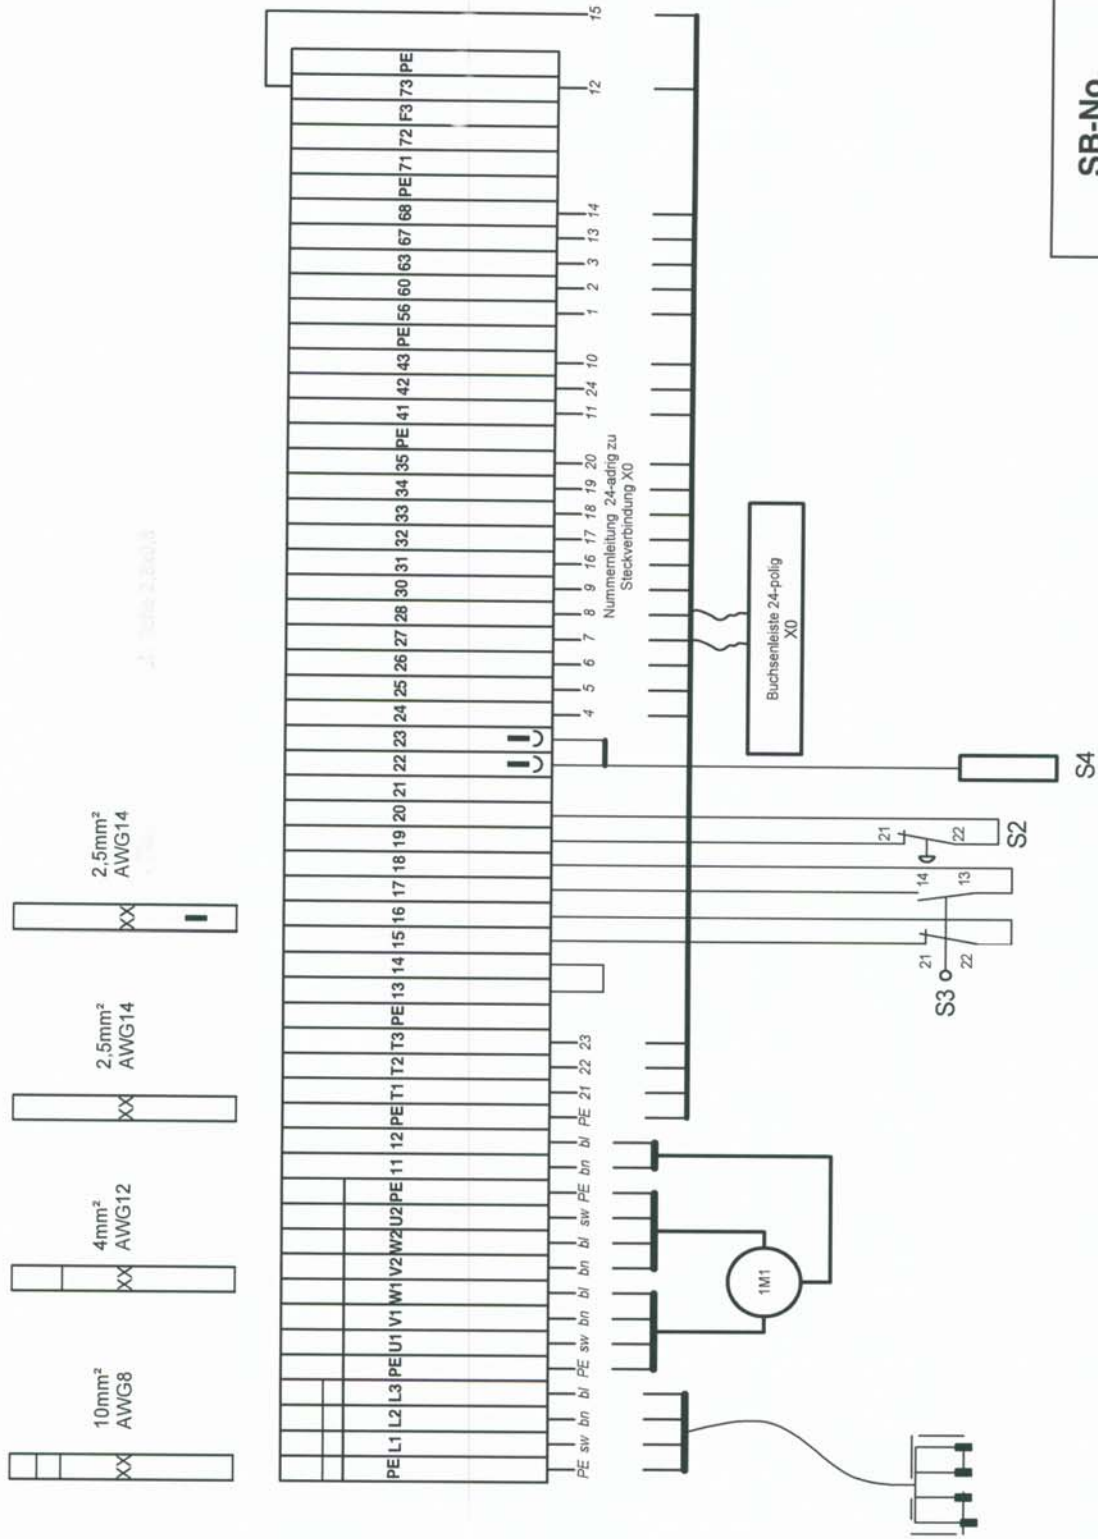 10mm²
AWG8
4mm²
AWG12
2,5mm²
AWG14
2,5mm²
AWG14
XX XX XX XX
PE L1 L2 L3 PE U1 V1 W1 V2 W2 U2 PE 11 12 PE T1 T2 T3 PE 13 14 15 16 17 18 19 20 21 22 23 24 25 26 27 28 30 31 32 33 34 35 PE 41 42 43 PE 56 60 63 67 68 PE 71 72 F3 73 PE
PE sw bn bl PE sw bn bl bn bl sw PE bn bl PE 21 22 23 4 5 6 7 8 9 16 17 18 19 20 11 24 10 1 2 3 13 14 12 15
Nummernleitung 24-adrig zu
Steckverbindung X0
1M1
Buchsenleiste 24-polig
X0
21
22
S3
14
13
21
22
S2
S4
SB-No